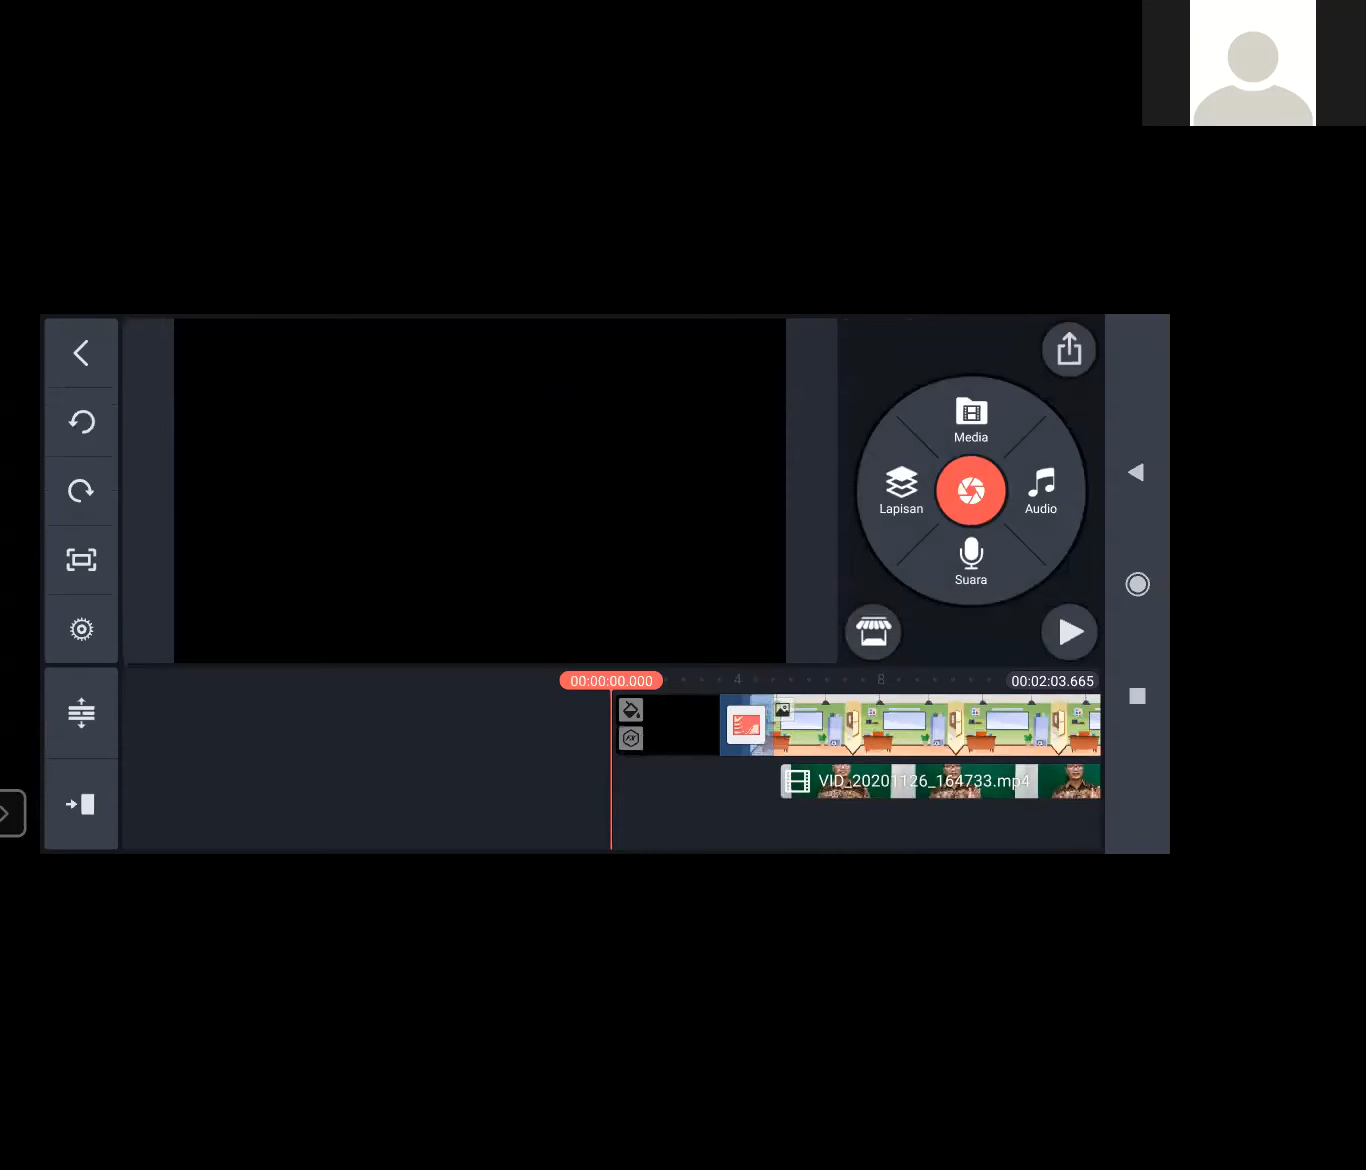 Media
Lapisan
Audio
Suara
00:00:00.000
4
8
00:02:03.665
VID_20201126_164733.mp4